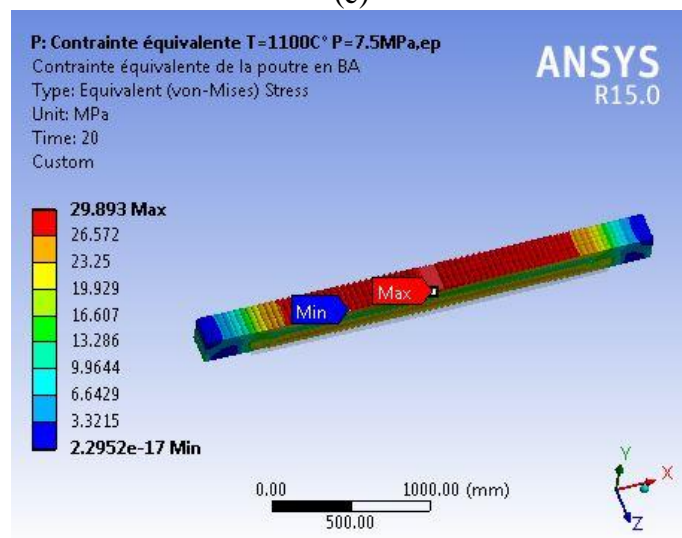 (c)
P: Contrainte équivalente T=1100C° P=7.5MPa,ep
Contrainte équivalente de la poutre en BA
Type: Equivalent (von-Mises) Stress
Unit: MPa
Time: 20
Custom
ANSYS
R15.0
29.893 Max
26.572
23.25
19.929
16.607
13.286
9.9644
6.6429
3.3215
2.2952e-17 Min
Min
Max
0.00
1000.00 (mm)
500.00
Y
X
Z